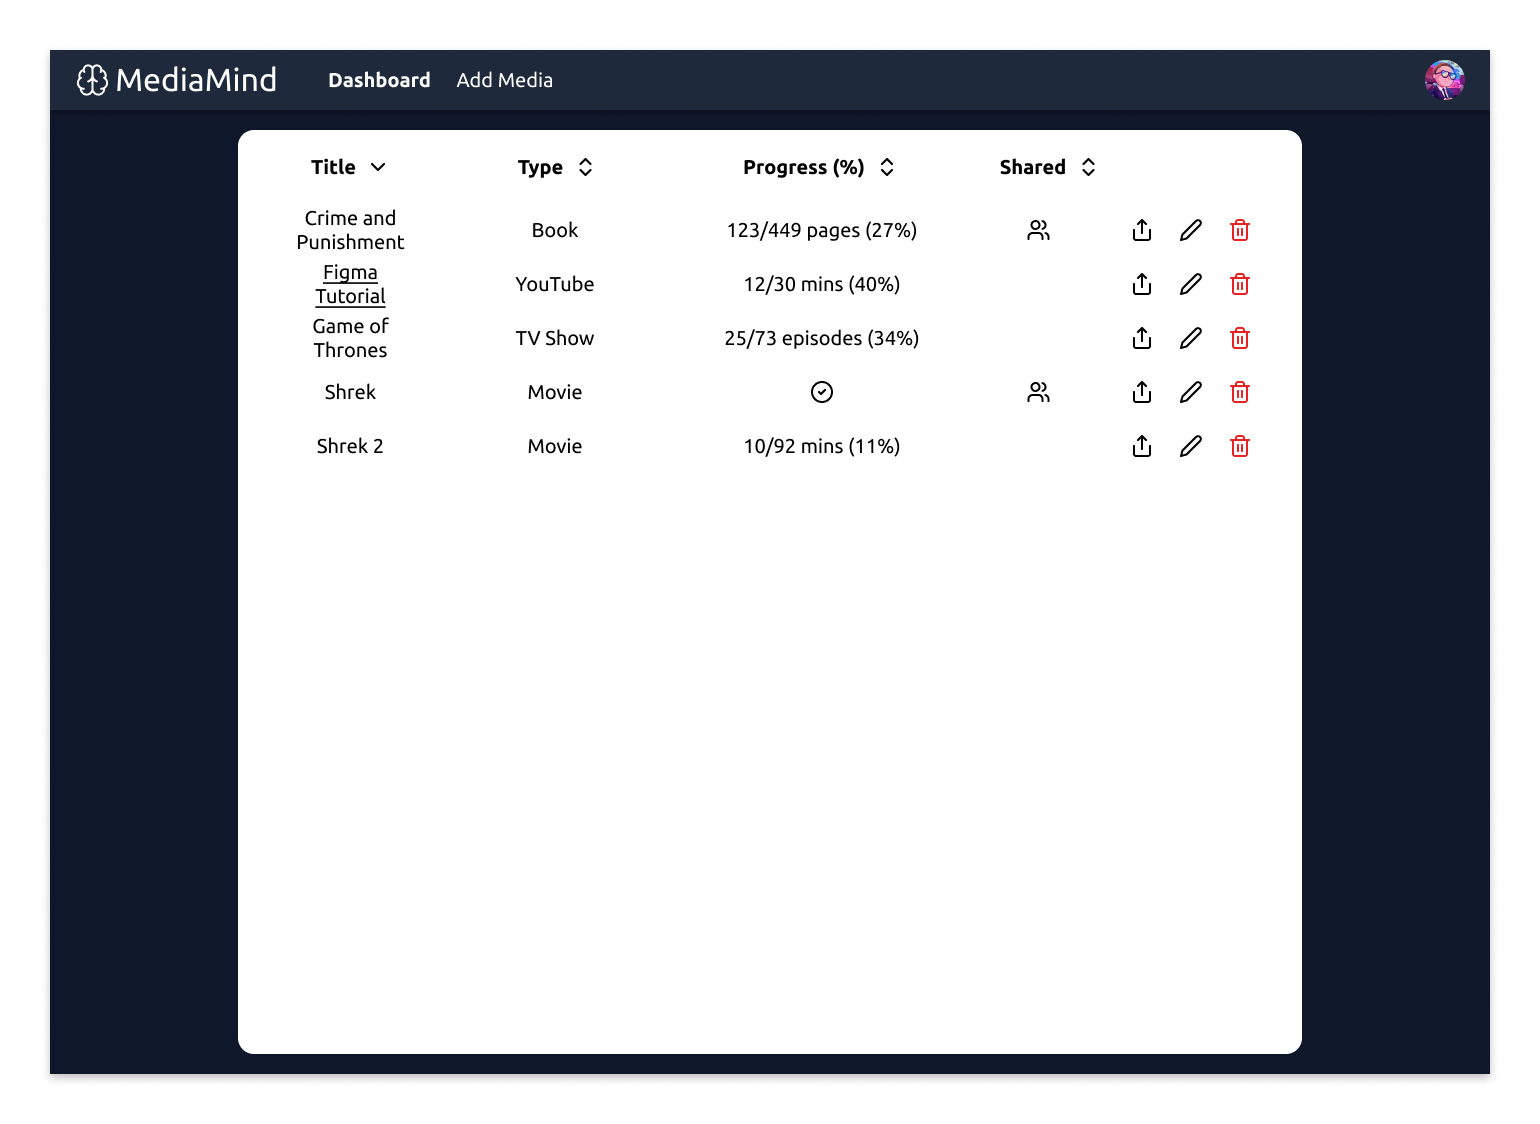 MediaMind Dashboard Add Media
Title Type Progress (%) Shared
Crime and
Punishment
Book 123/449 pages (27%)
Figma
Tutorial
YouTube 12/30 mins (40%)
Game of
Thrones
TV Show 25/73 episodes (34%)
Shrek Movie
Shrek 2 Movie 10/92 mins (11%)